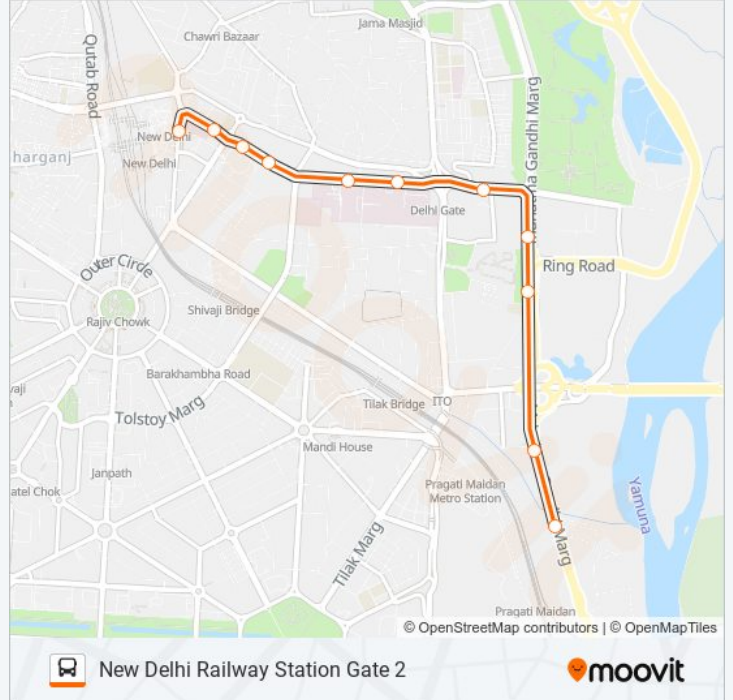 Jama Masjid
Chawri Bazaar
Qutab Road
New Delhi
harganj
New Delhi
Mahatma Gandhi Marg
Delhi Gate
Outer Circle
Ring Road
Shivaji Bridge
Rajiv Chowk
Barakhambha Road
Tilak Bridge
ITO
Tolstoy Marg
Mandi House
Janpath
atel Chok
Pragati Maidan
Metro Station
Yamuna
Tilak Marg
Marg
Pragati Maidan
© OpenStreetMap contributors | © OpenMapTiles
New Delhi Railway Station Gate 2
moovit